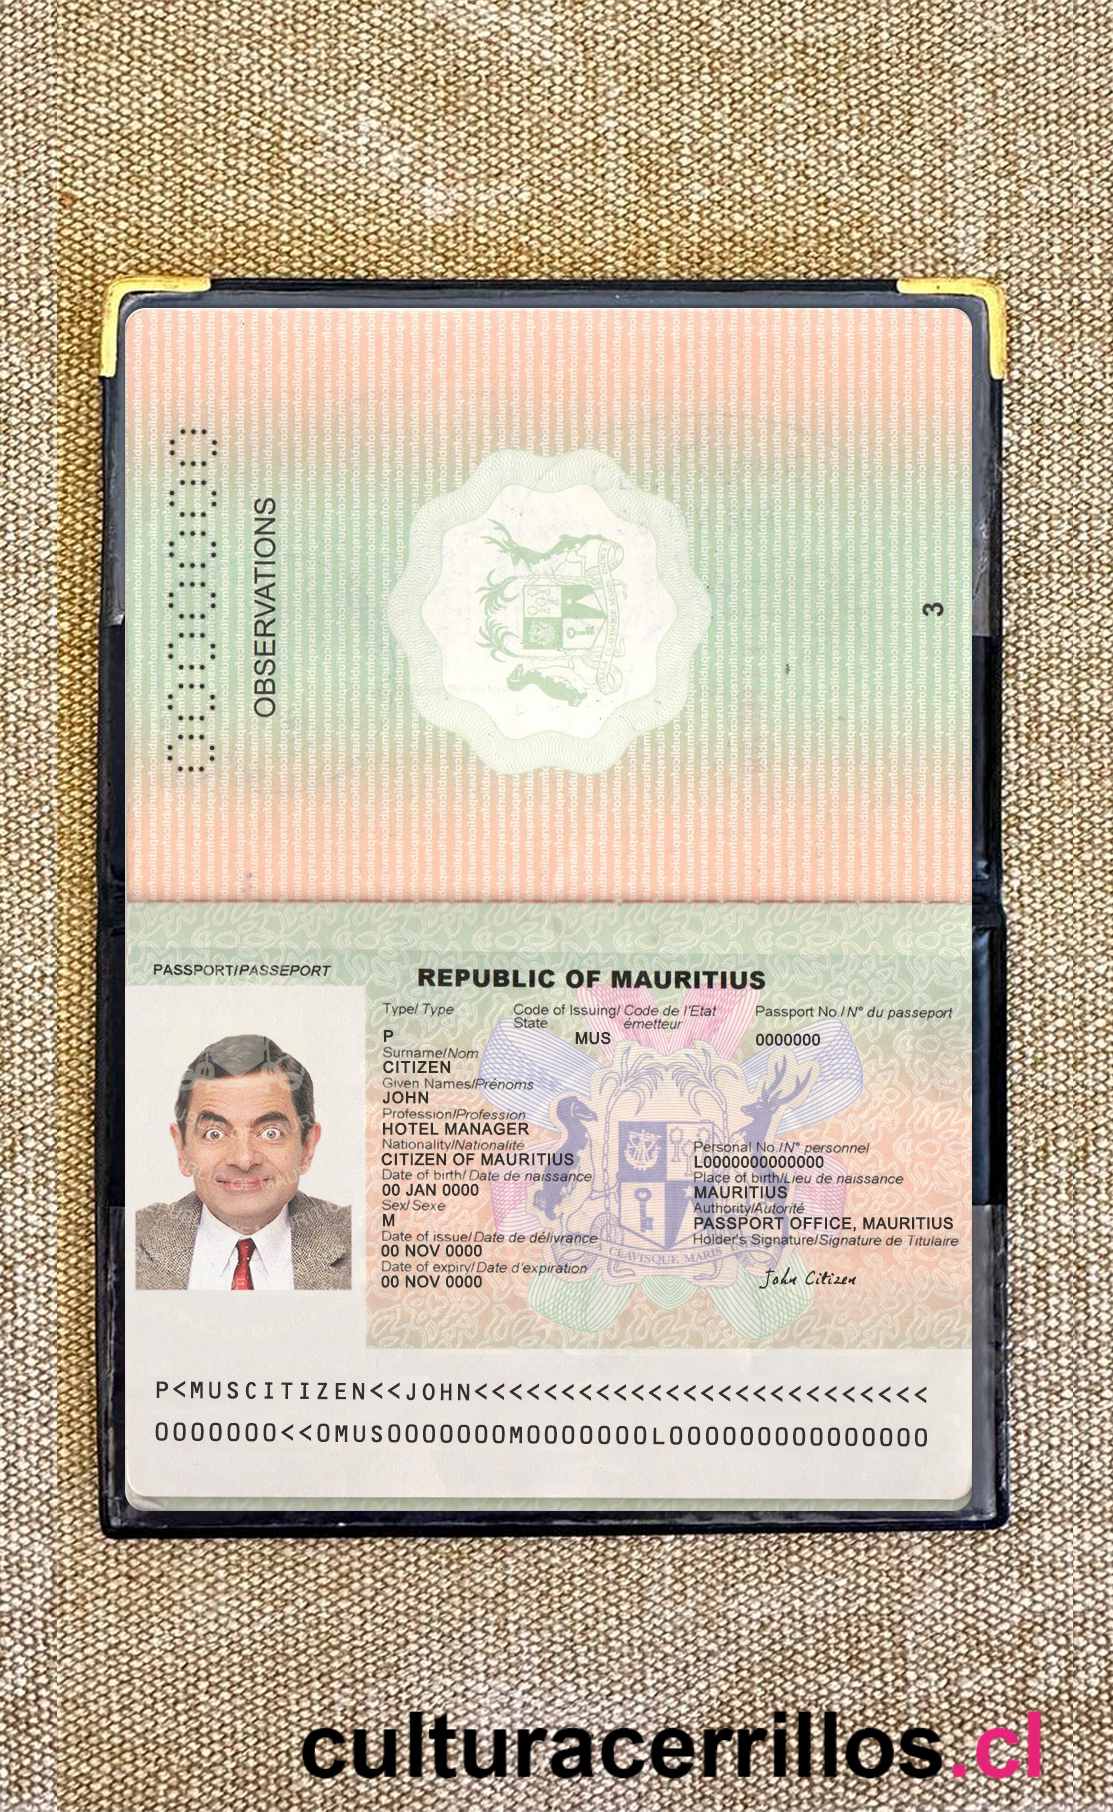 0000000
OBSERVATIONS
3
PASSPORT/PASSEPORT
REPUBLIC OF MAURITIUS
Type/ Type
Code of Issuing/ Code de l'Etat
State émetteur
Passport No./N° du passeport
P
MUS
0000000
Surname/Nom
CITIZEN
Given Names/Prénoms
JOHN
Profession/Profession
HOTEL MANAGER
Nationality/Nationalité
CITIZEN OF MAURITIUS
Date of birth/ Date de naissance
00 JAN 0000
Sex/ Sexe
M
Date of issue/ Date de délivrance
00 NOV 0000
Date of expiry/ Date d'expiration
00 NOV 0000
Personal No./N° personnel
L0000000000000
Place of birth/Lieu de naissance
MAURITIUS
Authority/Autorité
PASSPORT OFFICE, MAURITIUS
Holder's Signature/Signature de Titulaire
CLAVISQUE MARIS
John Citizen
P<MUSCITIZEN<<JOHN<<<<<<<<<<<<<<<<<<<<<<<<<<
0000000<<0MUS0000000M0000000L000000000000000
culturacerrillos.cl